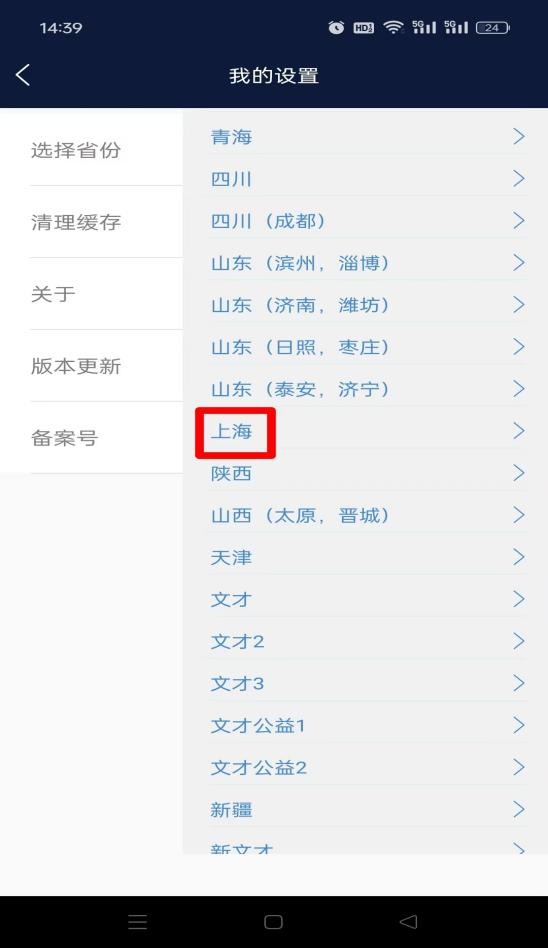 14:39 HD 5G 5G 24
我的设置
选择省份
清理缓存
关于
版本更新
备案号
青海
四川
四川（成都）
山东（滨州，淄博）
山东（济南，潍坊）
山东（日照，枣庄）
山东（泰安，济宁）
上海
陕西
山西（太原，晋城）
天津
文才
文才2
文才3
文才公益1
文才公益2
新疆
新文才